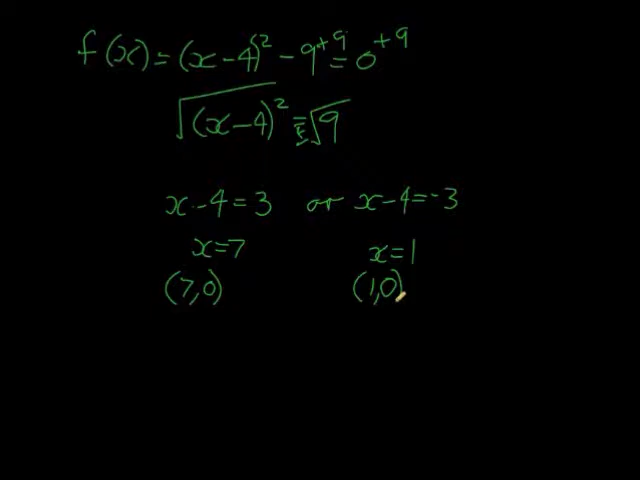 f(x) = (x-4)² - 9⁺⁹ = 0⁺⁹
√(x-4)² = ±√9
x - 4 = 3 or x - 4 = -3
x = 7 x = 1
(7,0) (1,0)